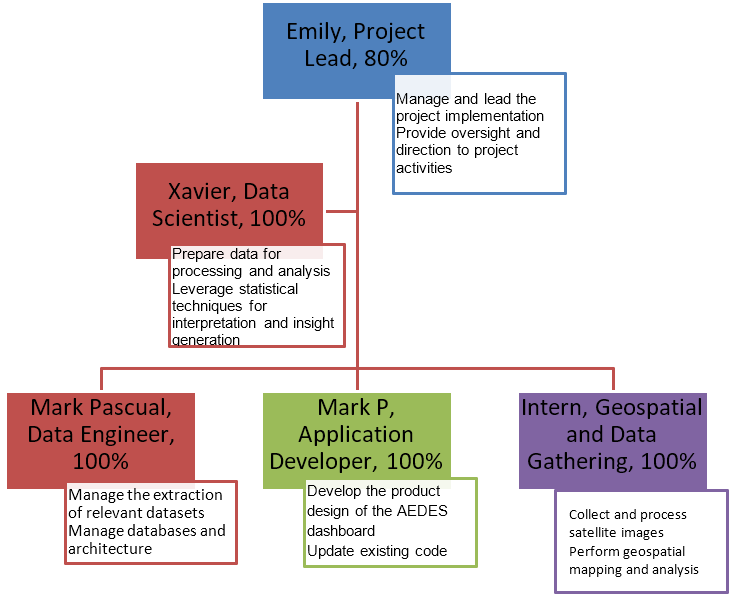 Emily, Project
Lead, 80%
Manage and lead the
project implementation
Provide oversight and
direction to project
activities
Xavier, Data
Scientist, 100%
Prepare data for
processing and analysis
Leverage statistical
techniques for
interpretation and insight
generation
Mark Pascual,
Data Engineer,
100%
Manage the extraction
of relevant datasets
Manage databases and
architecture
Mark P,
Application
Developer, 100%
Develop the product
design of the AEDES
dashboard
Update existing code
Intern, Geospatial
and Data
Gathering, 100%
Collect and process
satellite images
Perform geospatial
mapping and analysis